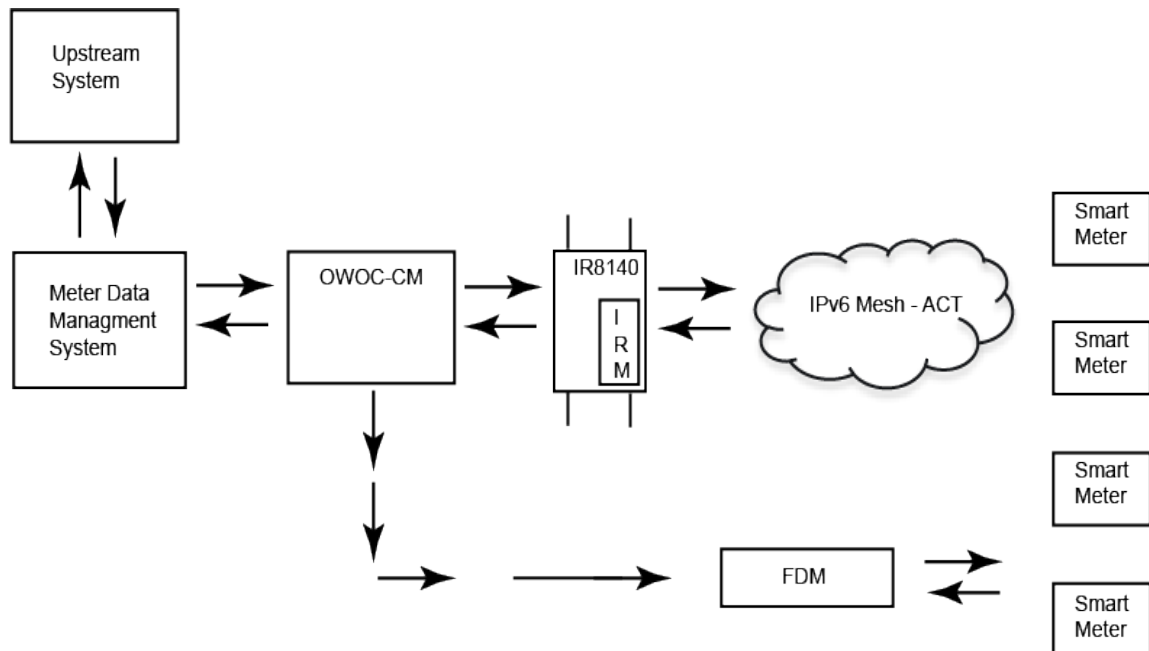 Upstream
System
Meter Data
Managment
System
OWOC-CM
IR8140
I
R
M
IPv6 Mesh - ACT
Smart
Meter
Smart
Meter
Smart
Meter
FDM
Smart
Meter